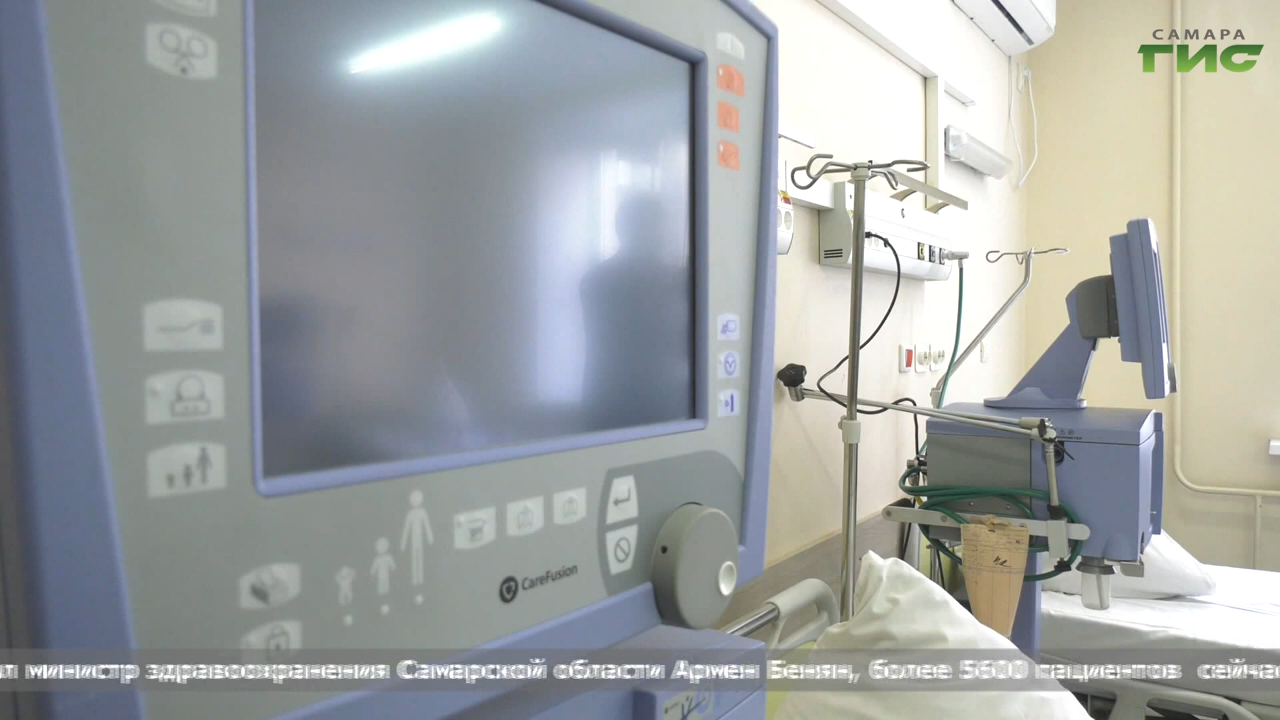 САМАРА
ГИС
CareFusion
министр здравоохранения Самарской области Армен Бенян, более 5600 пациентов сейча